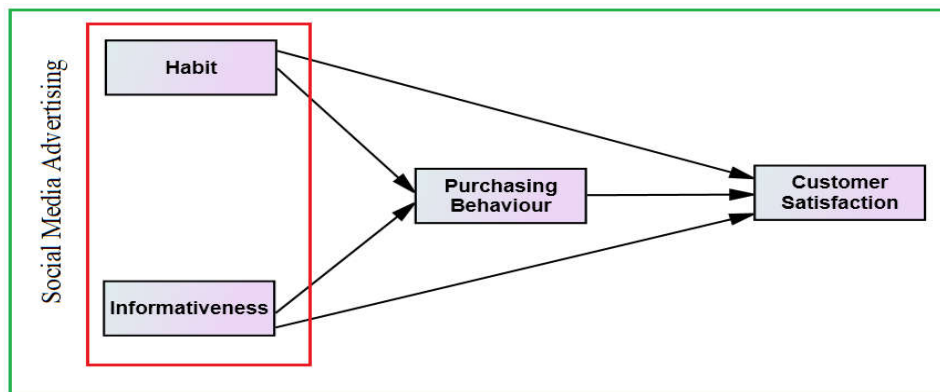 Social Media Advertising
Habit
Purchasing
Behaviour
Customer
Satisfaction
Informativeness